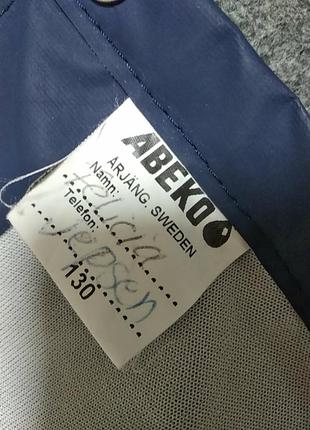 ABEKO
ÅRJÄNG. SWEDEN
Namn:
Felicia
Telefon:
Jepsen
130